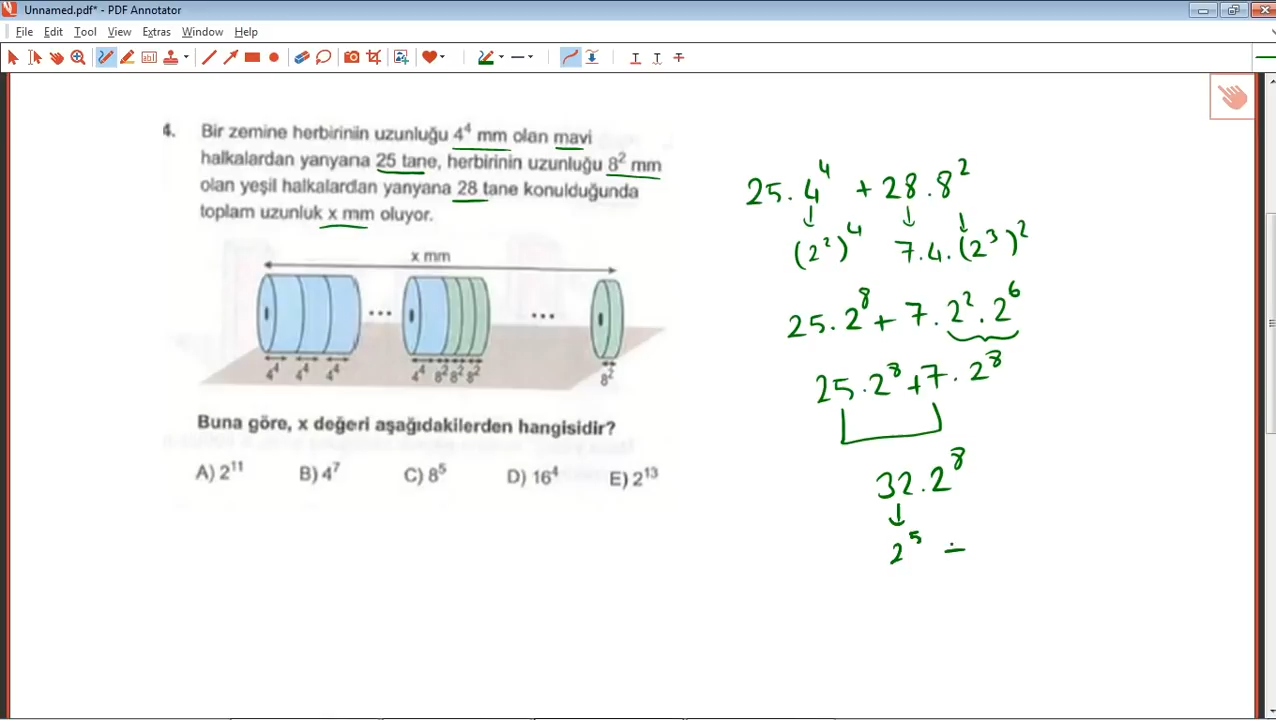 Unnamed.pdf* - PDF Annotator
File Edit Tool View Extras Window Help
4. Bir zemine herbiriniin uzunluğu 4⁴ mm olan mavi
halkalardan yanyana 25 tane, herbirinin uzunluğu 8² mm
olan yeşil halkalardan yanyana 28 tane konulduğunda
toplam uzunluk x mm oluyor.
x mm
... ...
4⁴ 4⁴ 4⁴ 4⁴ 8² 8² 8² 8²
Buna göre, x değeri aşağıdakilerden hangisidir?
A) 2¹¹ B) 4⁷ C) 8⁵ D) 16⁴ E) 2¹³
25.4⁴ + 28.8²
(2²)⁴ 7.4.(2³)²
25.2⁸ + 7.2².2⁶
25.2⁸ + 7.2⁸
32.2⁸
2⁵